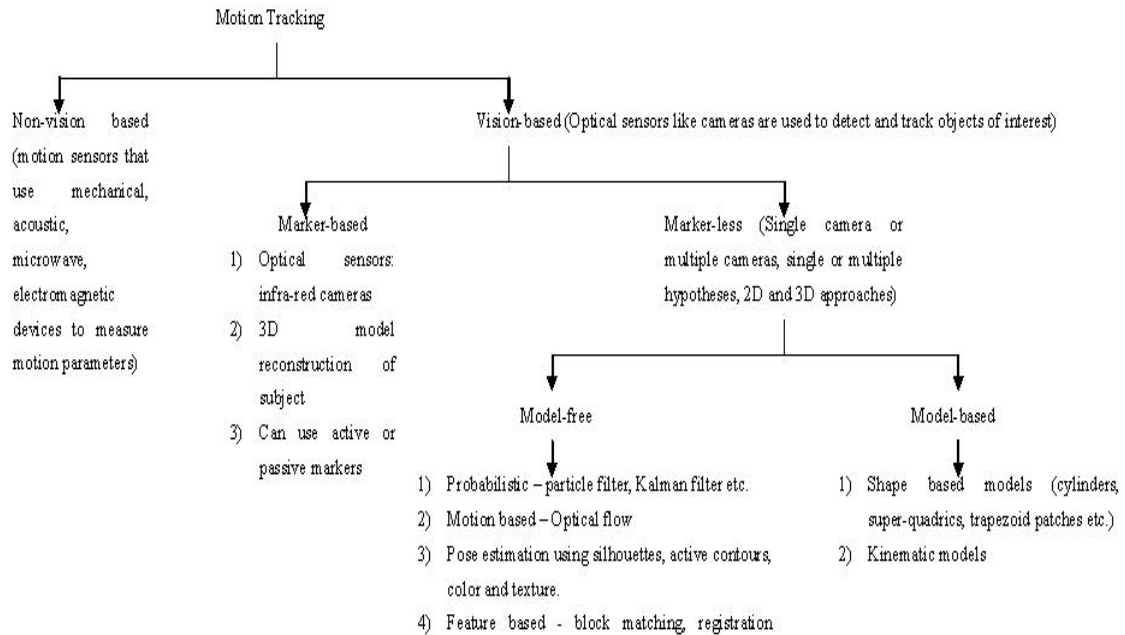 Motion Tracking
Non-vision based
(motion sensors that
use mechanical,
acoustic,
microwave,
electromagnetic
devices to measure
motion parameters)
Vision-based (Optical sensors like cameras are used to detect and track objects of interest)
Marker-based
1) Optical sensors:
infra-red cameras
2) 3D model
reconstruction of
subject
3) Can use active or
passive markers
Marker-less (Single camera or
multiple cameras, single or multiple
hypotheses, 2D and 3D approaches)
Model-free
1) Probabilistic – particle filter, Kalman filter etc.
2) Motion based – Optical flow
3) Pose estimation using silhouettes, active contours,
color and texture.
4) Feature based - block matching, registration
Model-based
1) Shape based models (cylinders,
super-quadrics, trapezoid patches etc.)
2) Kinematic models